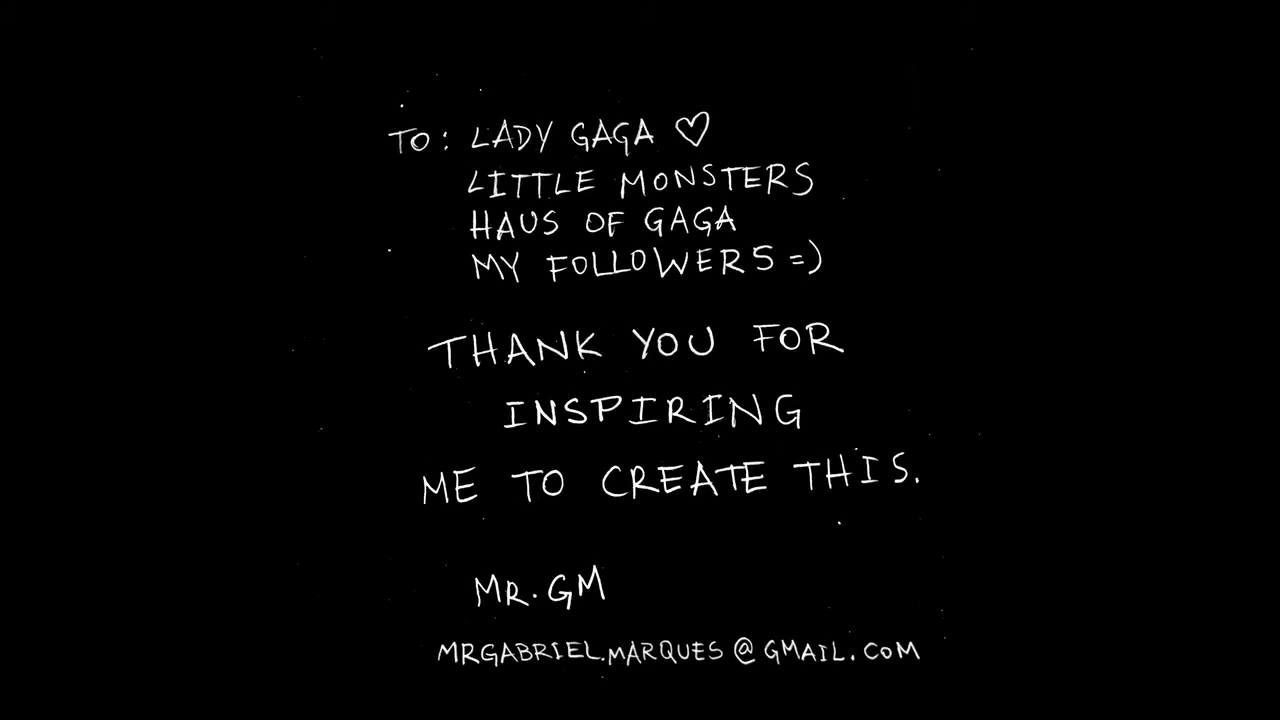 TO: LADY GAGA ♡
LITTLE MONSTERS
HAUS OF GAGA
MY FOLLOWERS =)
THANK YOU FOR
INSPIRING
ME TO CREATE THIS.
MR. GM
MRGABRIEL.MARQUES@GMAIL.COM